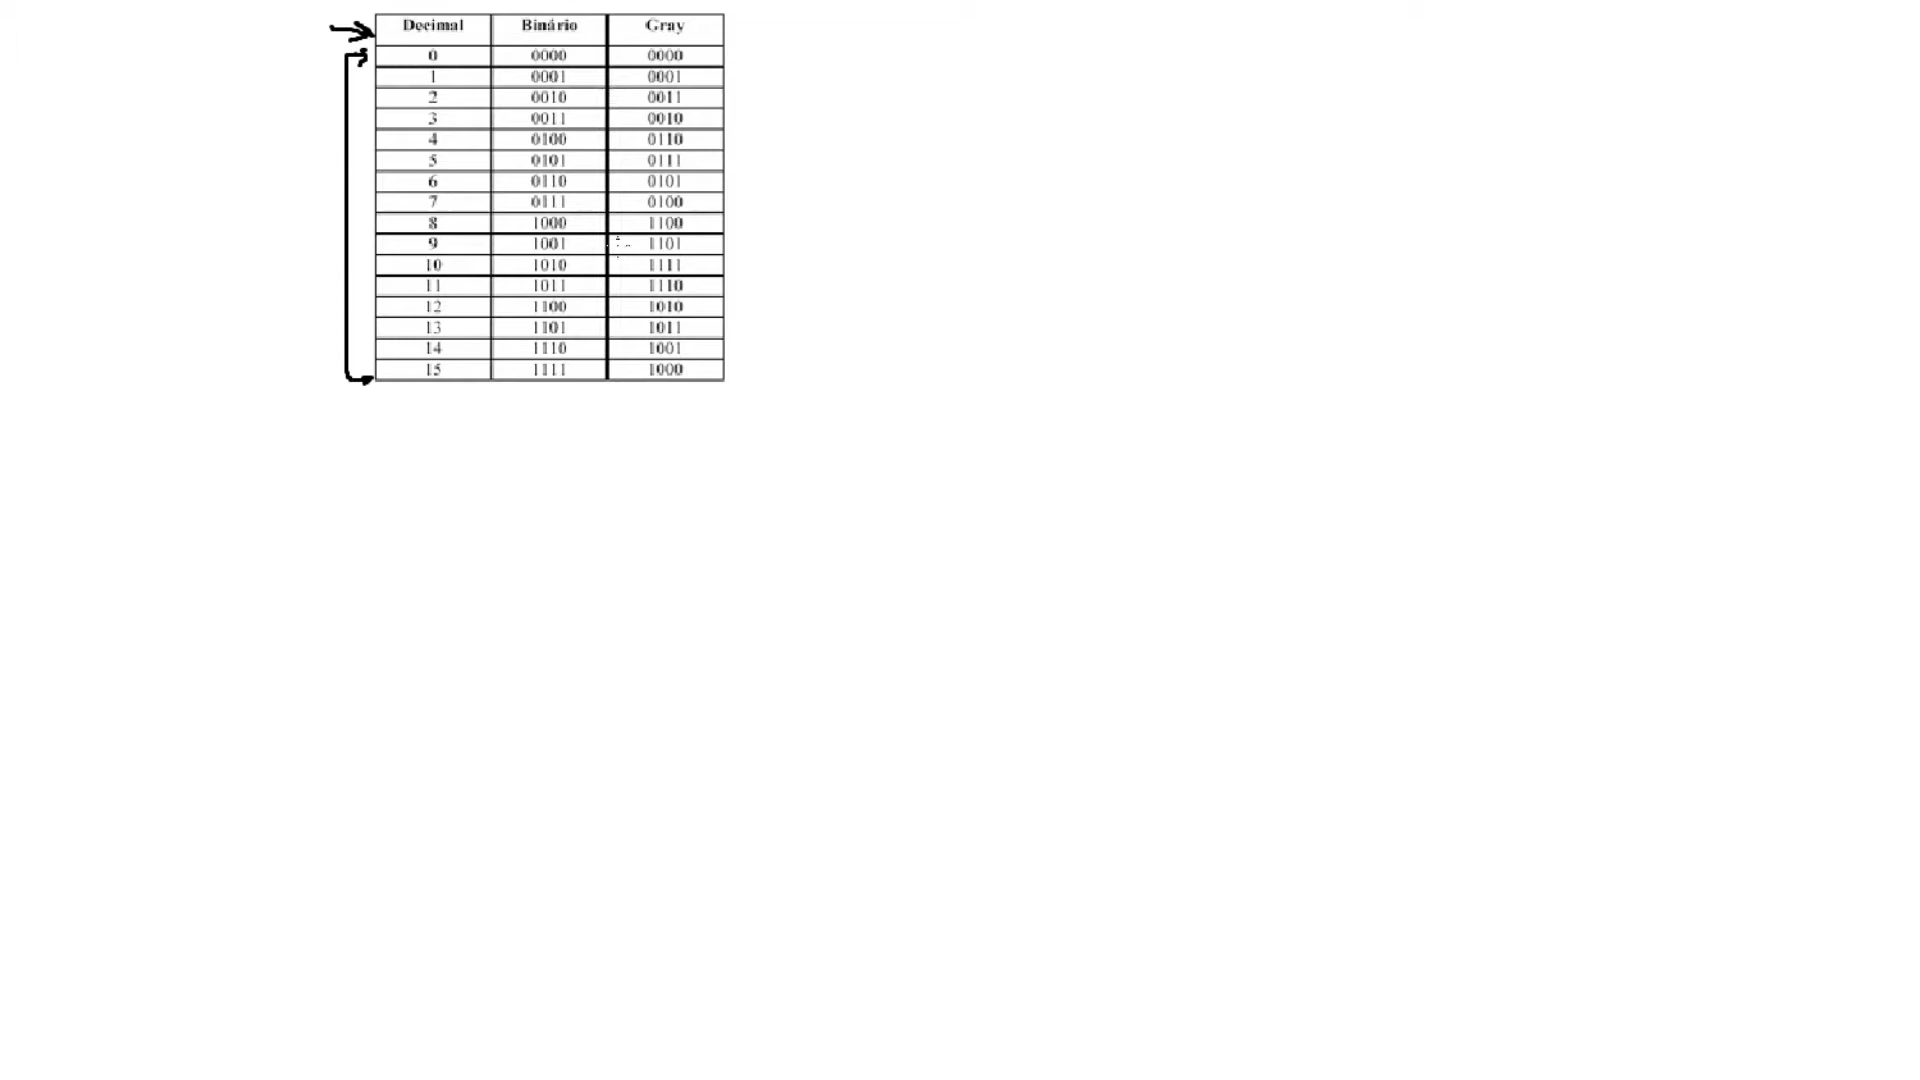 Decimal Binário Gray
0 0000 0000
1 0001 0001
2 0010 0011
3 0011 0010
4 0100 0110
5 0101 0111
6 0110 0101
7 0111 0100
8 1000 1100
9 1001 1101
10 1010 1111
11 1011 1110
12 1100 1010
13 1101 1011
14 1110 1001
15 1111 1000